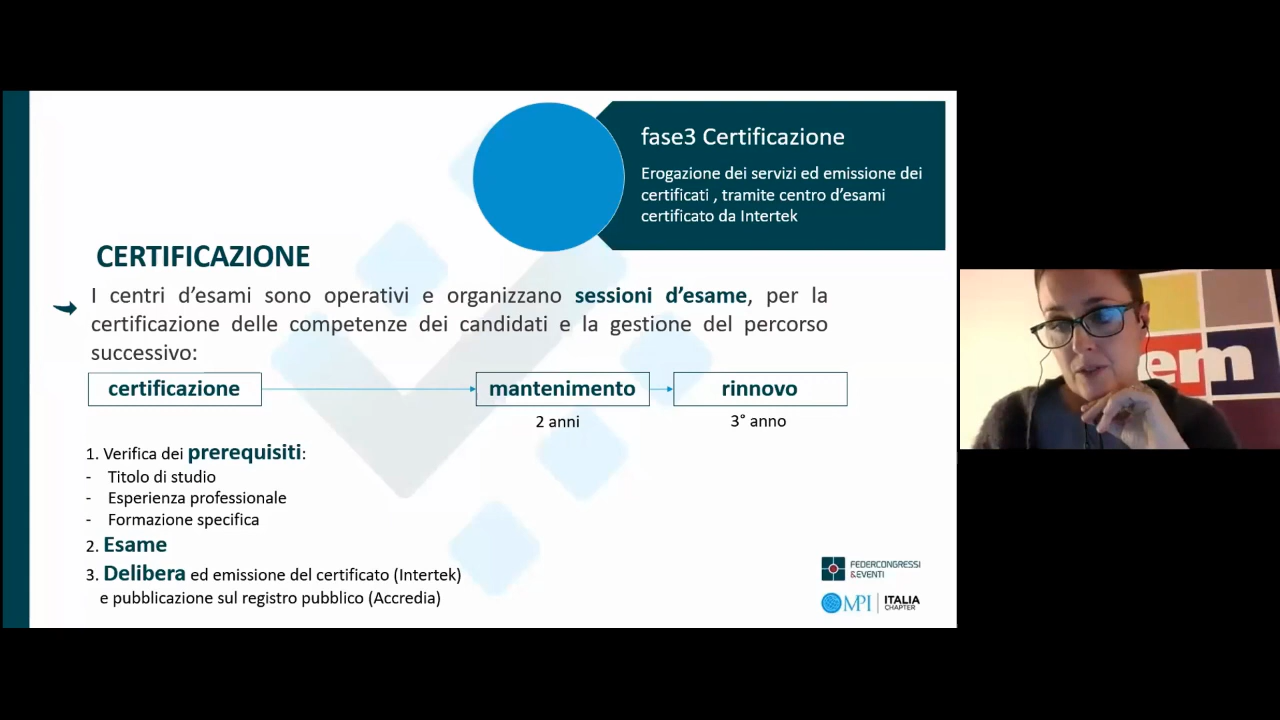 fase3 Certificazione
Erogazione dei servizi ed emissione dei
certificati , tramite centro d'esami
certificato da Intertek
CERTIFICAZIONE
I centri d'esami sono operativi e organizzano sessioni d'esame, per la
certificazione delle competenze dei candidati e la gestione del percorso
successivo:
certificazione
mantenimento
rinnovo
2 anni
3° anno
1. Verifica dei prerequisiti:
- Titolo di studio
- Esperienza professionale
- Formazione specifica
2. Esame
3. Delibera ed emissione del certificato (Intertek)
e pubblicazione sul registro pubblico (Accredia)
FEDERCONGRESSI
&EVENTI
MPI ITALIA
CHAPTER
em